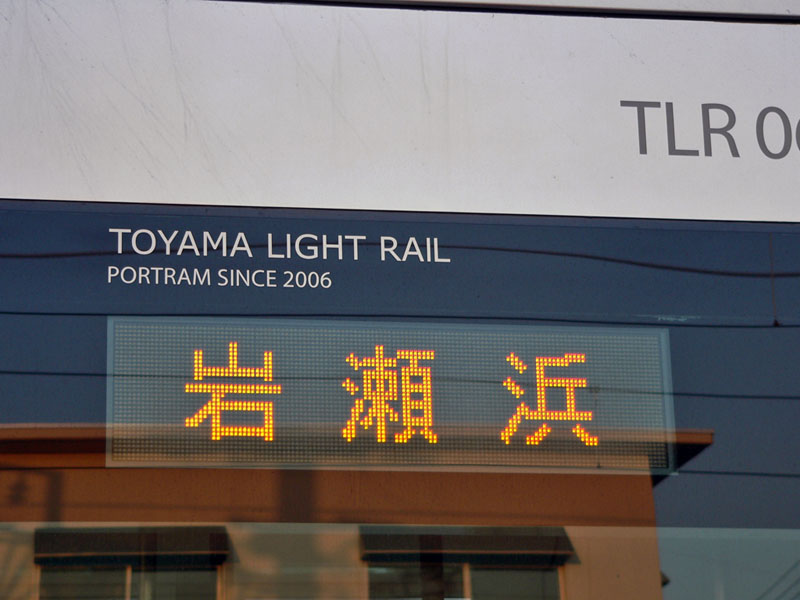 TLR 0
TOYAMA LIGHT RAIL
PORTRAM SINCE 2006
岩瀬浜